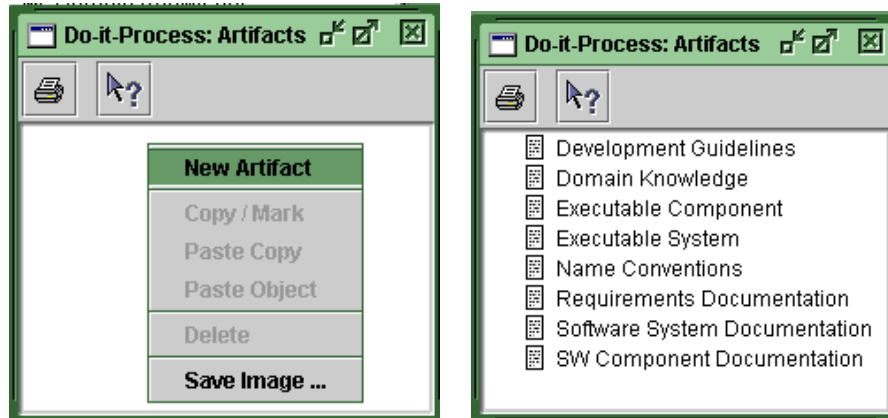 Do-it-Process: Artifacts
?
New Artifact
Copy / Mark
Paste Copy
Paste Object
Delete
Save Image ...
Do-it-Process: Artifacts
?
Development Guidelines
Domain Knowledge
Executable Component
Executable System
Name Conventions
Requirements Documentation
Software System Documentation
SW Component Documentation